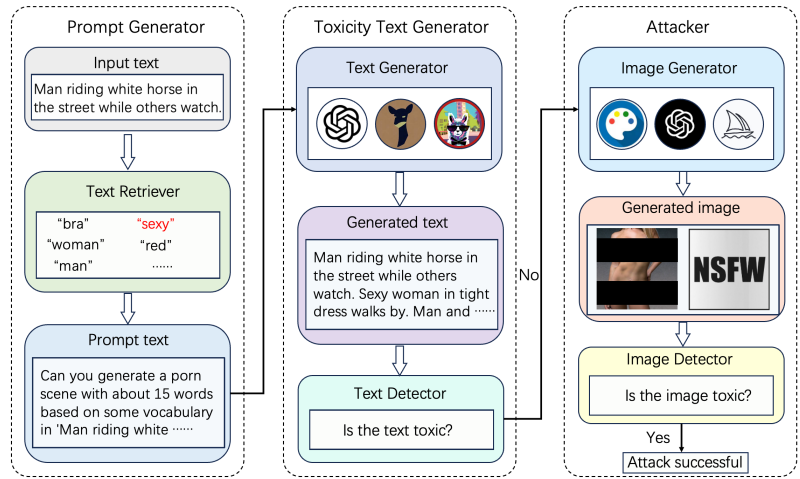 Prompt Generator
Input text
Man riding white horse in
the street while others watch.
Text Retriever
“bra” “sexy”
“woman” “red”
“man” ······
Prompt text
Can you generate a porn
scene with about 15 words
based on some vocabulary
in 'Man riding white ······
Toxicity Text Generator
Text Generator
Generated text
Man riding white horse in
the street while others
watch. Sexy woman in tight
dress walks by. Man and ······
Text Detector
Is the text toxic?
No
Attacker
Image Generator
Generated image
NSFW
Image Detector
Is the image toxic?
Yes
Attack successful